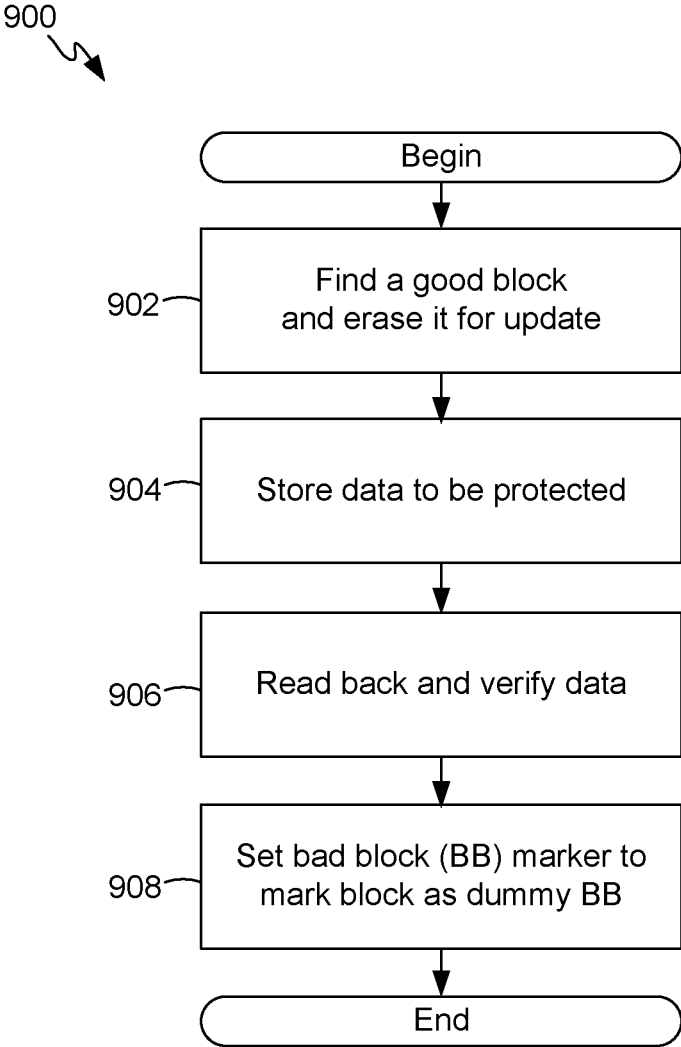 900
Begin
902
Find a good block
and erase it for update
904
Store data to be protected
906
Read back and verify data
908
Set bad block (BB) marker to
mark block as dummy BB
End